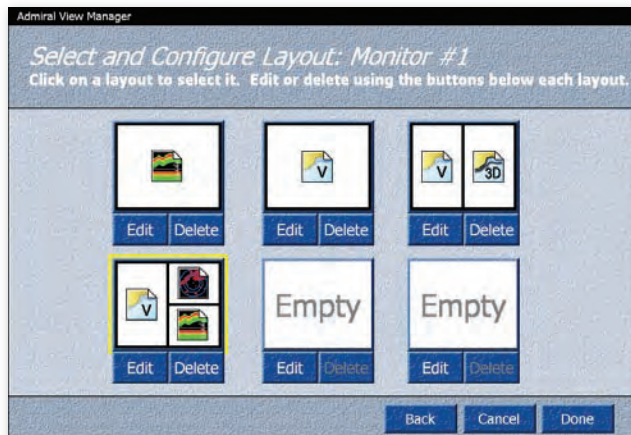 Admiral View Manager
Select and Configure Layout: Monitor #1
Click on a layout to select it. Edit or delete using the buttons below each layout.
V V 3D
Edit Delete Edit Delete Edit Delete
V Empty Empty
Edit Delete Edit Delete Edit Delete
Back Cancel Done